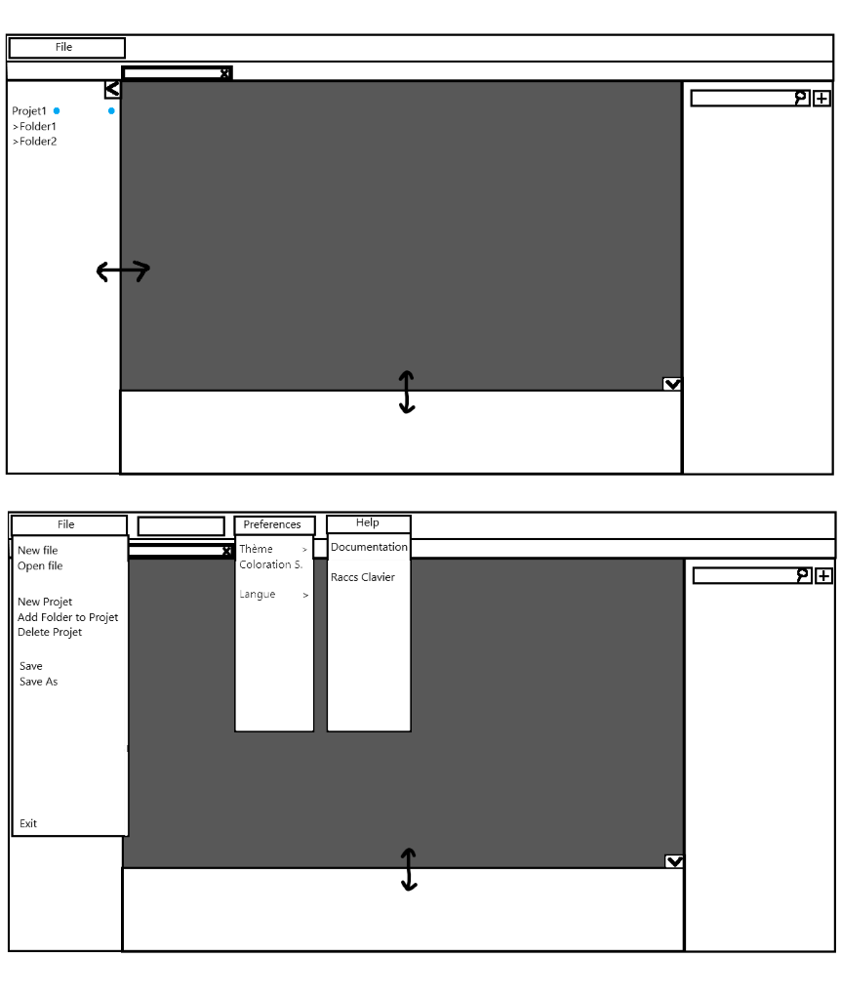 File
x
<
Projet1
>Folder1
>Folder2
+
File
Preferences
Help
x
New file
Open file
New Projet
Add Folder to Projet
Delete Projet
Save
Save As
Exit
Thème >
Coloration S.
Langue >
Documentation
Raccs Clavier
+